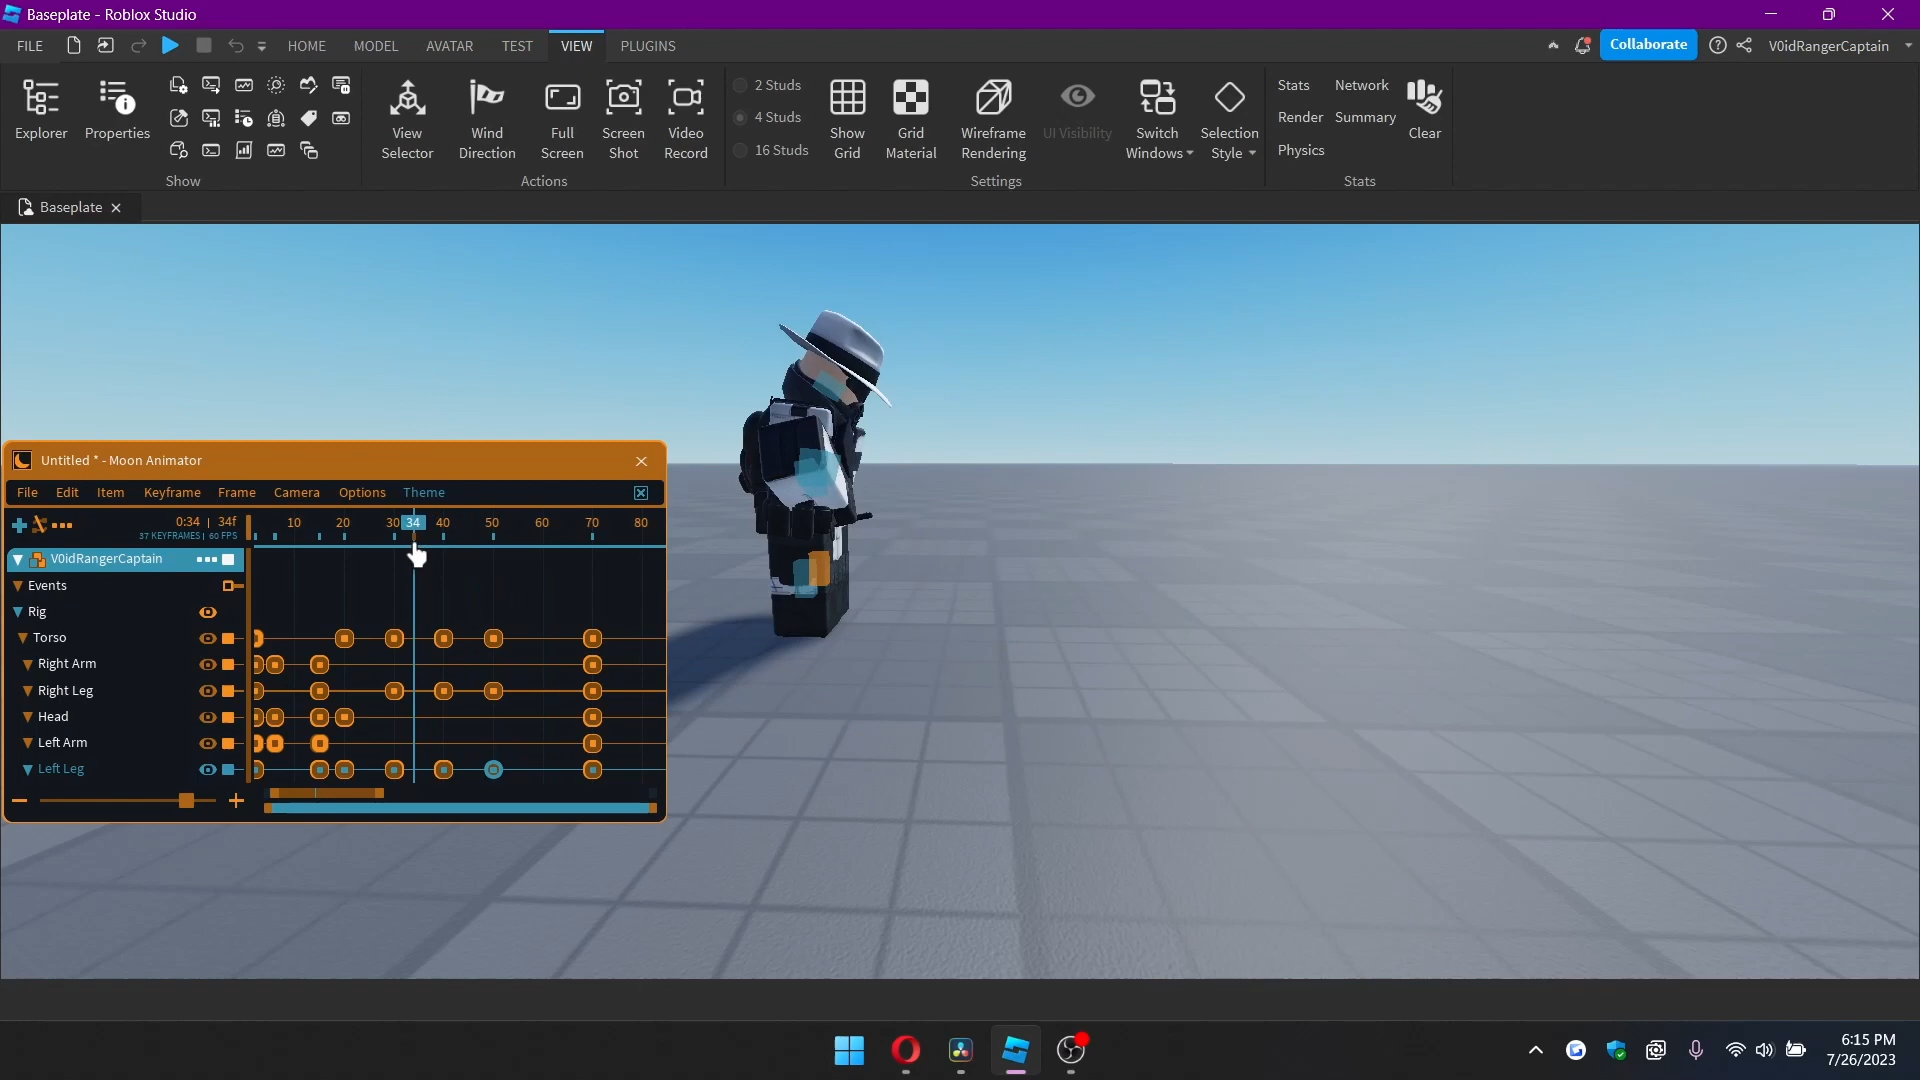 Baseplate - Roblox Studio
FILE
HOME
MODEL
AVATAR
TEST
VIEW
PLUGINS
Collaborate
V0idRangerCaptain
Explorer
Properties
Show
View Selector
Wind Direction
Full Screen
Screen Shot
Video Record
Actions
2 Studs
4 Studs
16 Studs
Show Grid
Grid Material
Wireframe Rendering
UI Visibility
Switch Windows
Selection Style
Settings
Stats
Network
Render
Summary
Physics
Clear
Stats
Baseplate
Untitled * - Moon Animator
File Edit Item Keyframe Frame Camera Options Theme
0:34 | 34f
37 KEYFRAMES | 60 FPS
10 20 30 34 40 50 60 70 80
V0idRangerCaptain
Events
Rig
Torso
Right Arm
Right Leg
Head
Left Arm
Left Leg
6:15 PM
7/26/2023